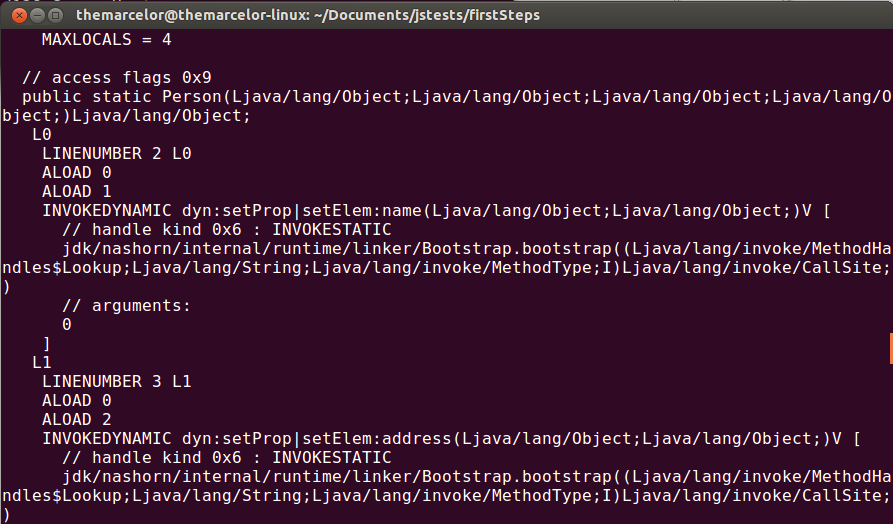 themarcelor@themarcelor-linux: ~/Documents/jstests/firstSteps
MAXLOCALS = 4
// access flags 0x9
public static Person(Ljava/lang/Object;Ljava/lang/Object;Ljava/lang/Object;Ljava/lang/O
bject;)Ljava/lang/Object;
L0
LINENUMBER 2 L0
ALOAD 0
ALOAD 1
INVOKEDYNAMIC dyn:setProp|setElem:name(Ljava/lang/Object;Ljava/lang/Object;)V [
// handle kind 0x6 : INVOKESTATIC
jdk/nashorn/internal/runtime/linker/Bootstrap.bootstrap((Ljava/lang/invoke/MethodHa
ndles$Lookup;Ljava/lang/String;Ljava/lang/invoke/MethodType;I)Ljava/lang/invoke/CallSite;
)
// arguments:
0
]
L1
LINENUMBER 3 L1
ALOAD 0
ALOAD 2
INVOKEDYNAMIC dyn:setProp|setElem:address(Ljava/lang/Object;Ljava/lang/Object;)V [
// handle kind 0x6 : INVOKESTATIC
jdk/nashorn/internal/runtime/linker/Bootstrap.bootstrap((Ljava/lang/invoke/MethodHa
ndles$Lookup;Ljava/lang/String;Ljava/lang/invoke/MethodType;I)Ljava/lang/invoke/CallSite;
)